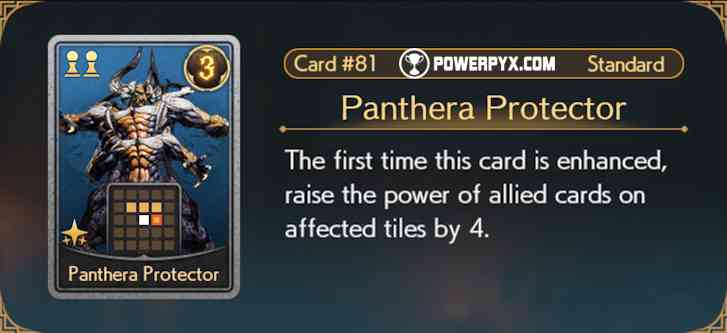 3
Panthera Protector
Card #81 POWERPYX.COM Standard
Panthera Protector
The first time this card is enhanced,
raise the power of allied cards on
affected tiles by 4.